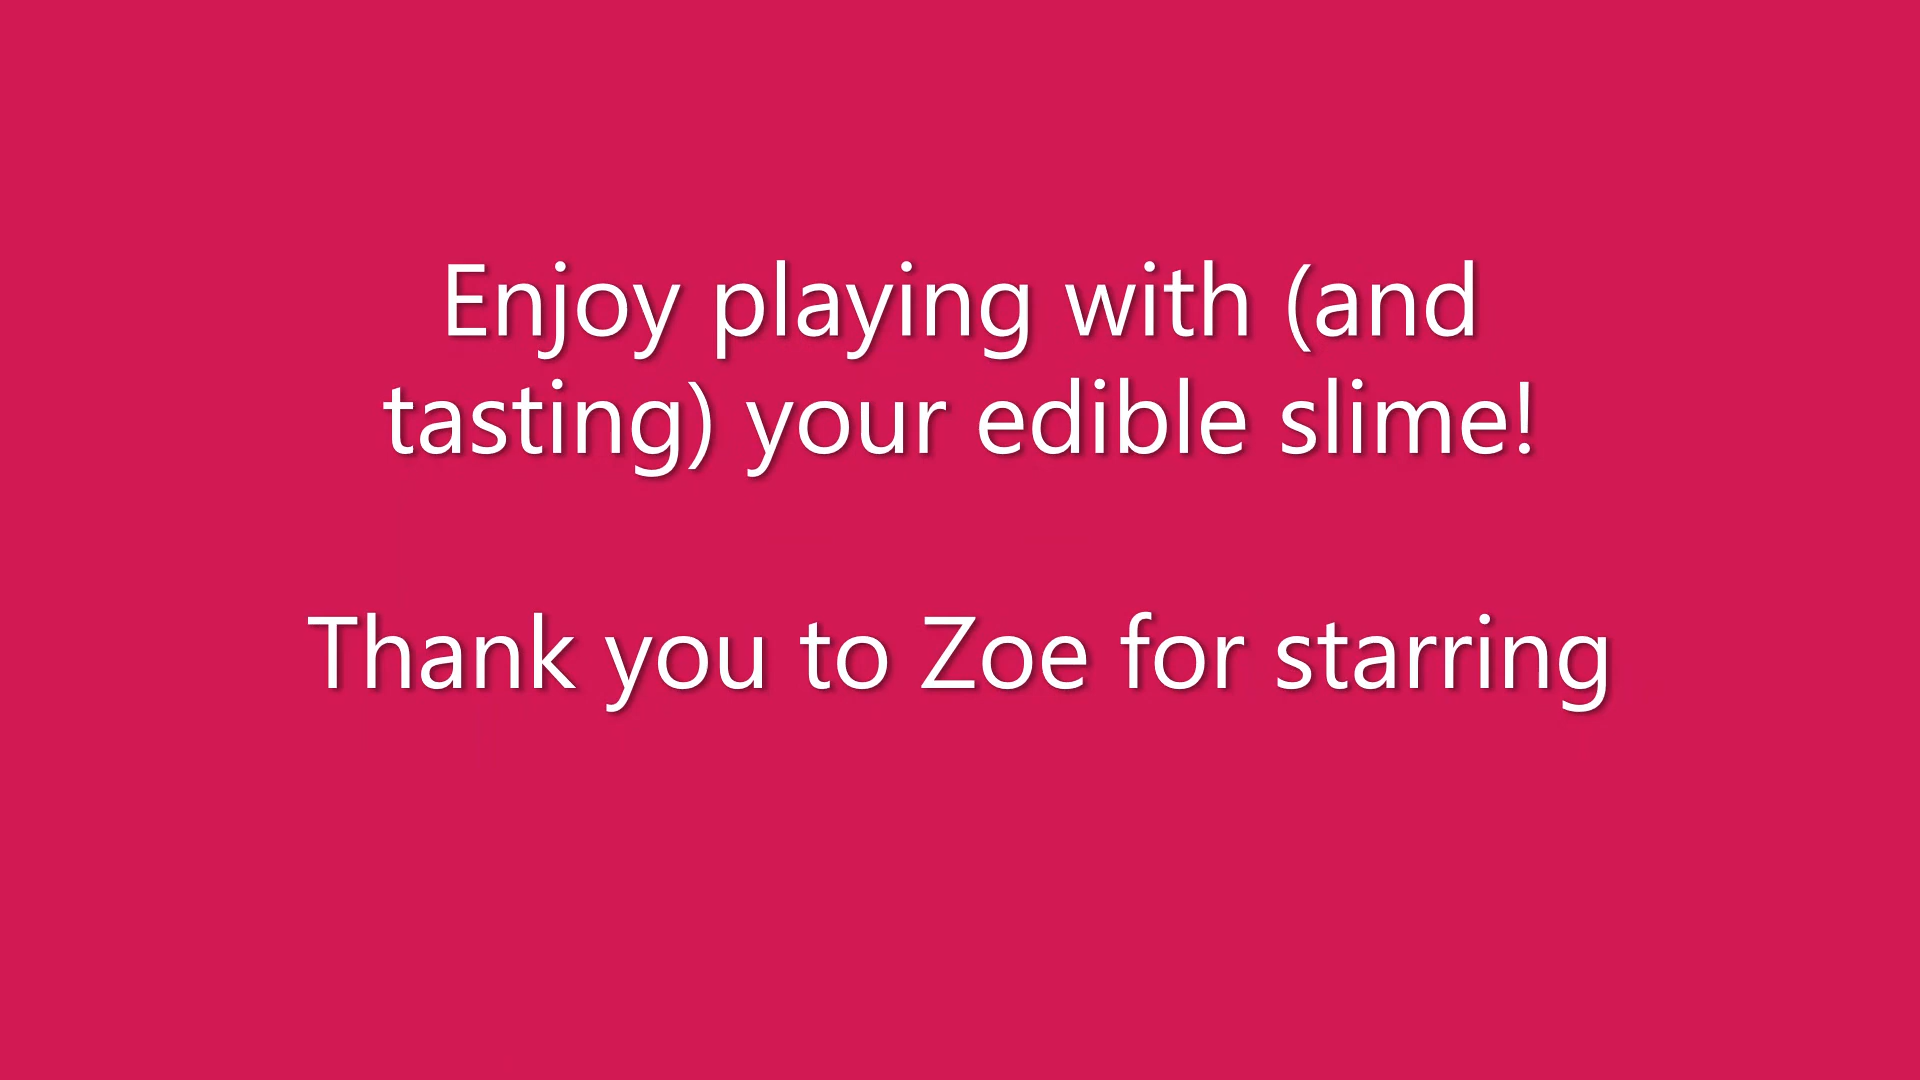 Enjoy playing with (and
tasting) your edible slime!
Thank you to Zoe for starring